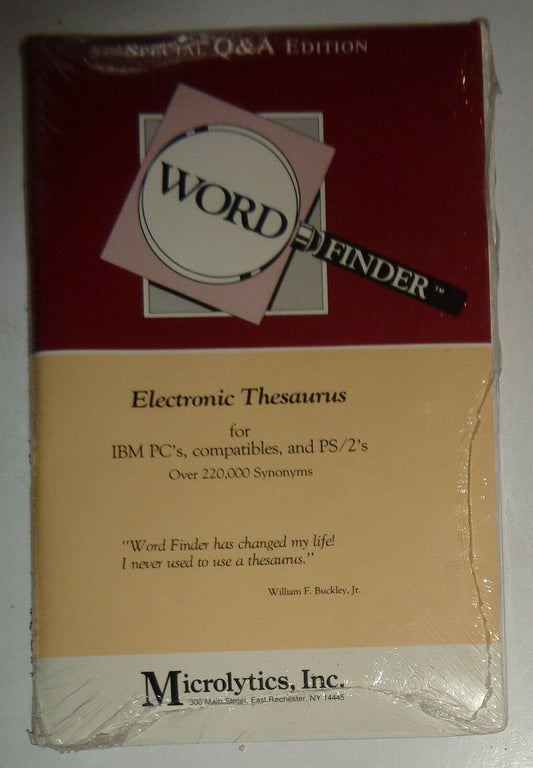 SPECIAL Q&A EDITION
WORD
FINDER™
Electronic Thesaurus
for
IBM PC's, compatibles, and PS/2's
Over 220,000 Synonyms
"Word Finder has changed my life!
I never used to use a thesaurus."
William F. Buckley, Jr.
Microlytics, Inc.
300 Main Street, East Rochester, NY 14445